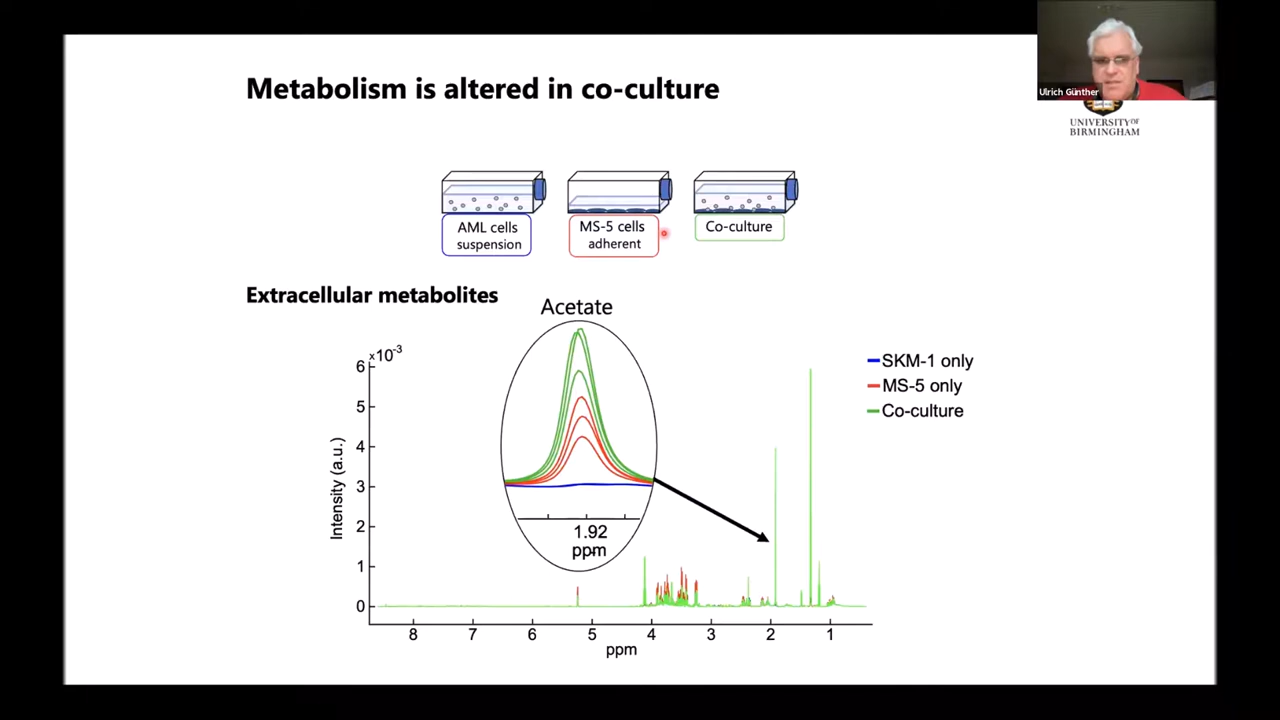 Metabolism is altered in co-culture
Ulrich Günther
UNIVERSITY OF
BIRMINGHAM
AML cells
suspension
MS-5 cells
adherent
Co-culture
Extracellular metabolites
Acetate
×10-3
6
5
4
3
2
1
0
Intensity (a.u.)
1.92
ppm
SKM-1 only
MS-5 only
Co-culture
8 7 6 5 4 3 2 1
ppm